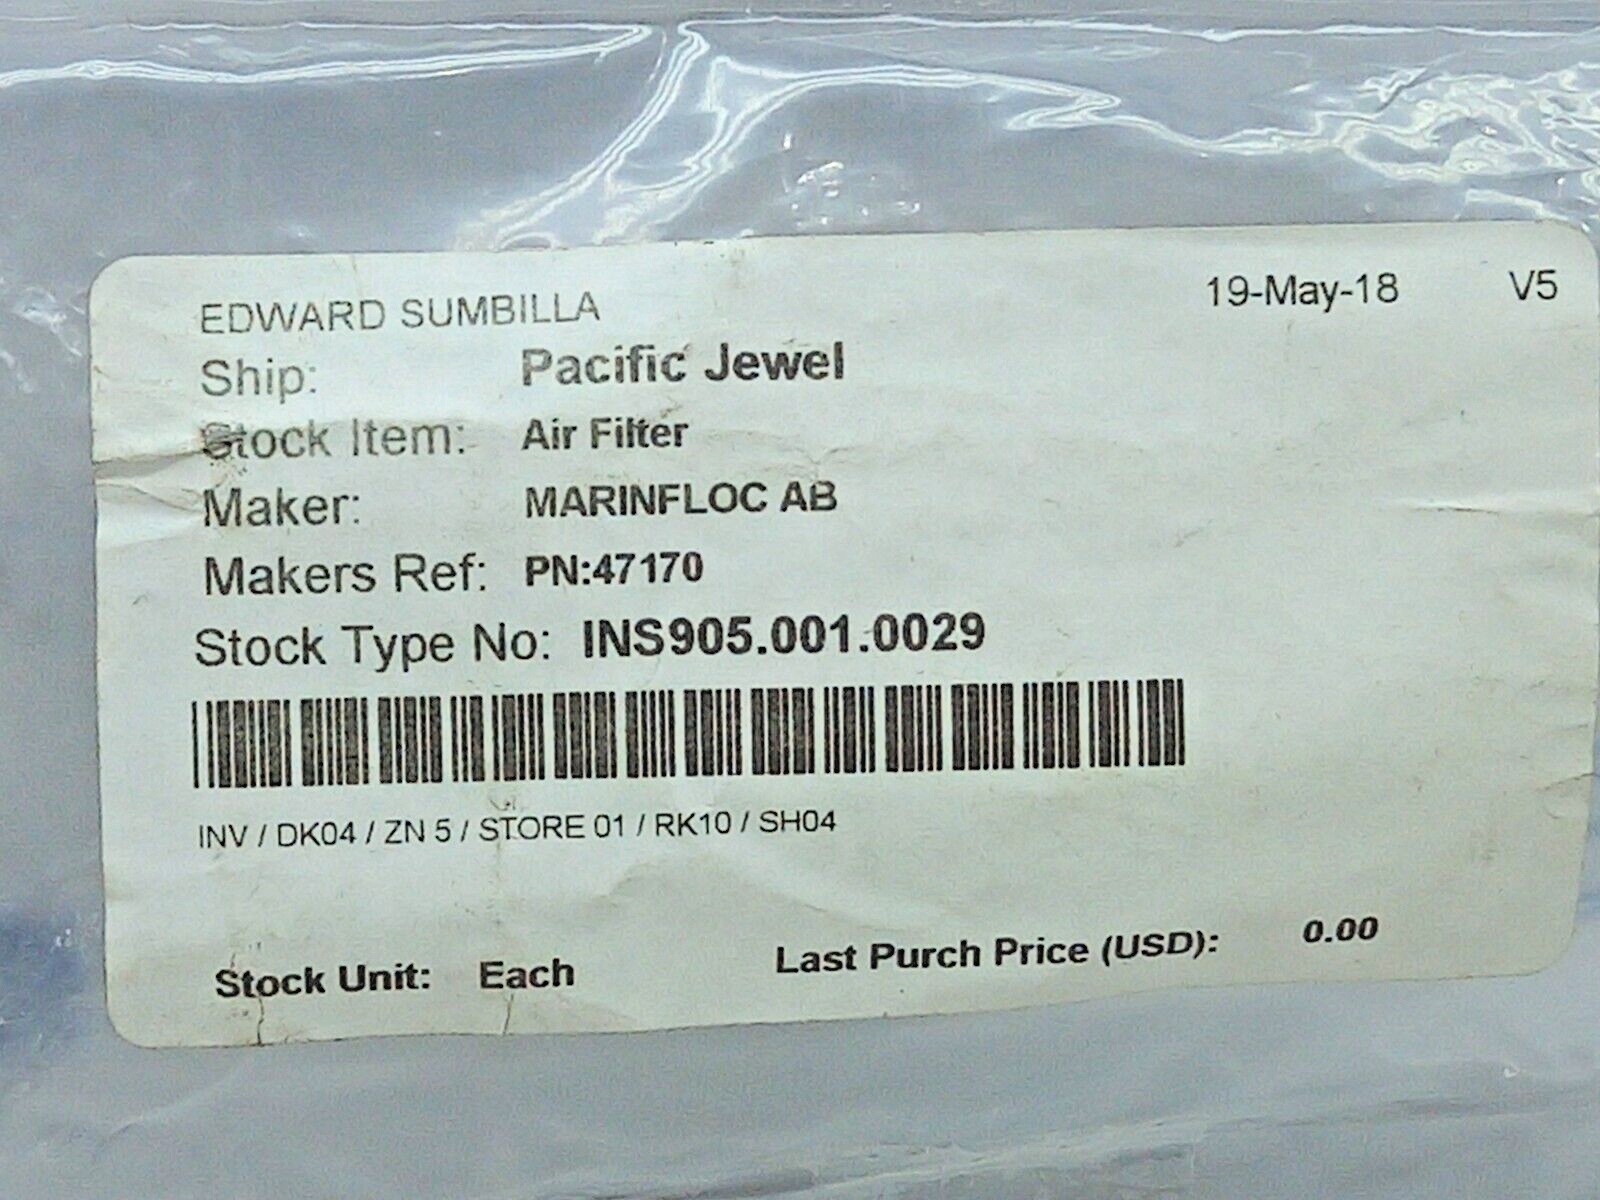 EDWARD SUMBILLA 19-May-18 V5
Ship: Pacific Jewel
Stock Item: Air Filter
Maker: MARINFLOC AB
Makers Ref: PN:47170
Stock Type No: INS905.001.0029
INV / DK04 / ZN 5 / STORE 01 / RK10 / SH04
Stock Unit: Each Last Purch Price (USD): 0.00